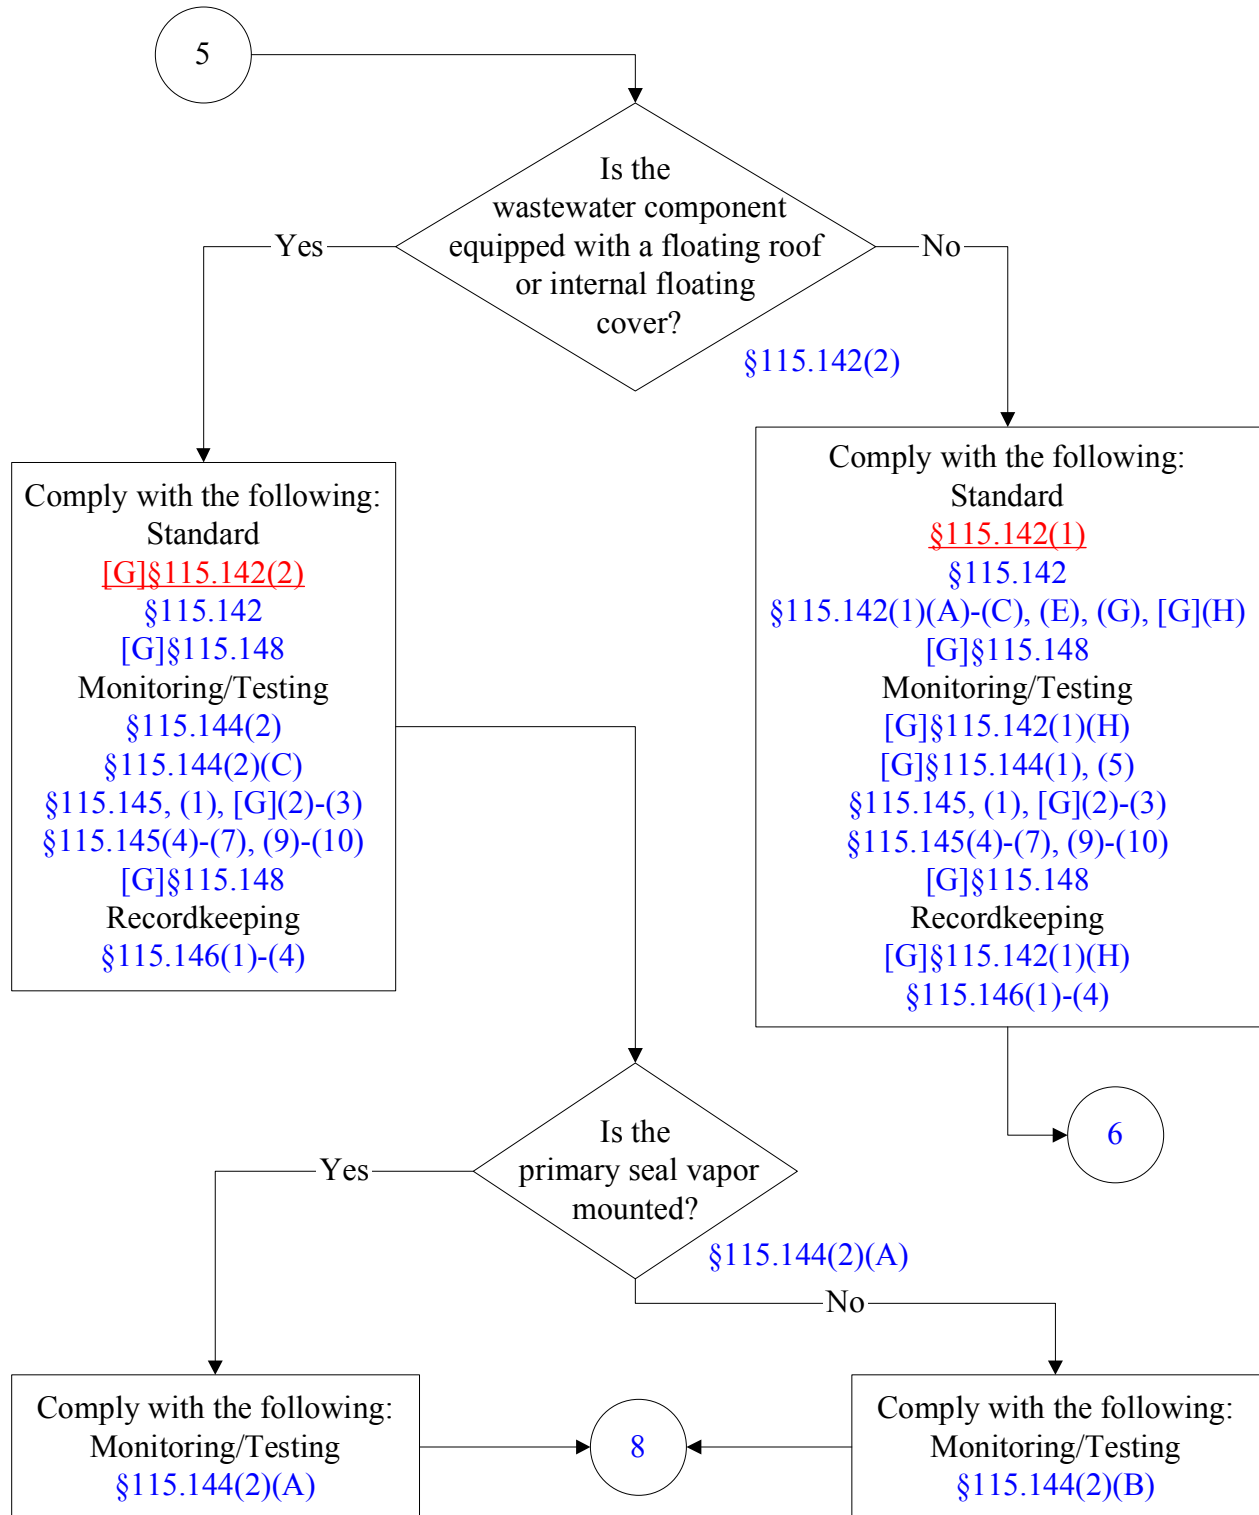 5
Is the
wastewater component
equipped with a floating roof
or internal floating
cover?
Yes
No
§115.142(2)
Comply with the following:
Standard
[G]§115.142(2)
§115.142
[G]§115.148
Monitoring/Testing
§115.144(2)
§115.144(2)(C)
§115.145, (1), [G](2)-(3)
§115.145(4)-(7), (9)-(10)
[G]§115.148
Recordkeeping
§115.146(1)-(4)
Comply with the following:
Standard
§115.142(1)
§115.142
§115.142(1)(A)-(C), (E), (G), [G](H)
[G]§115.148
Monitoring/Testing
[G]§115.142(1)(H)
[G]§115.144(1), (5)
§115.145, (1), [G](2)-(3)
§115.145(4)-(7), (9)-(10)
[G]§115.148
Recordkeeping
[G]§115.142(1)(H)
§115.146(1)-(4)
6
Is the
primary seal vapor
mounted?
Yes
§115.144(2)(A)
No
Comply with the following:
Monitoring/Testing
§115.144(2)(A)
8
Comply with the following:
Monitoring/Testing
§115.144(2)(B)